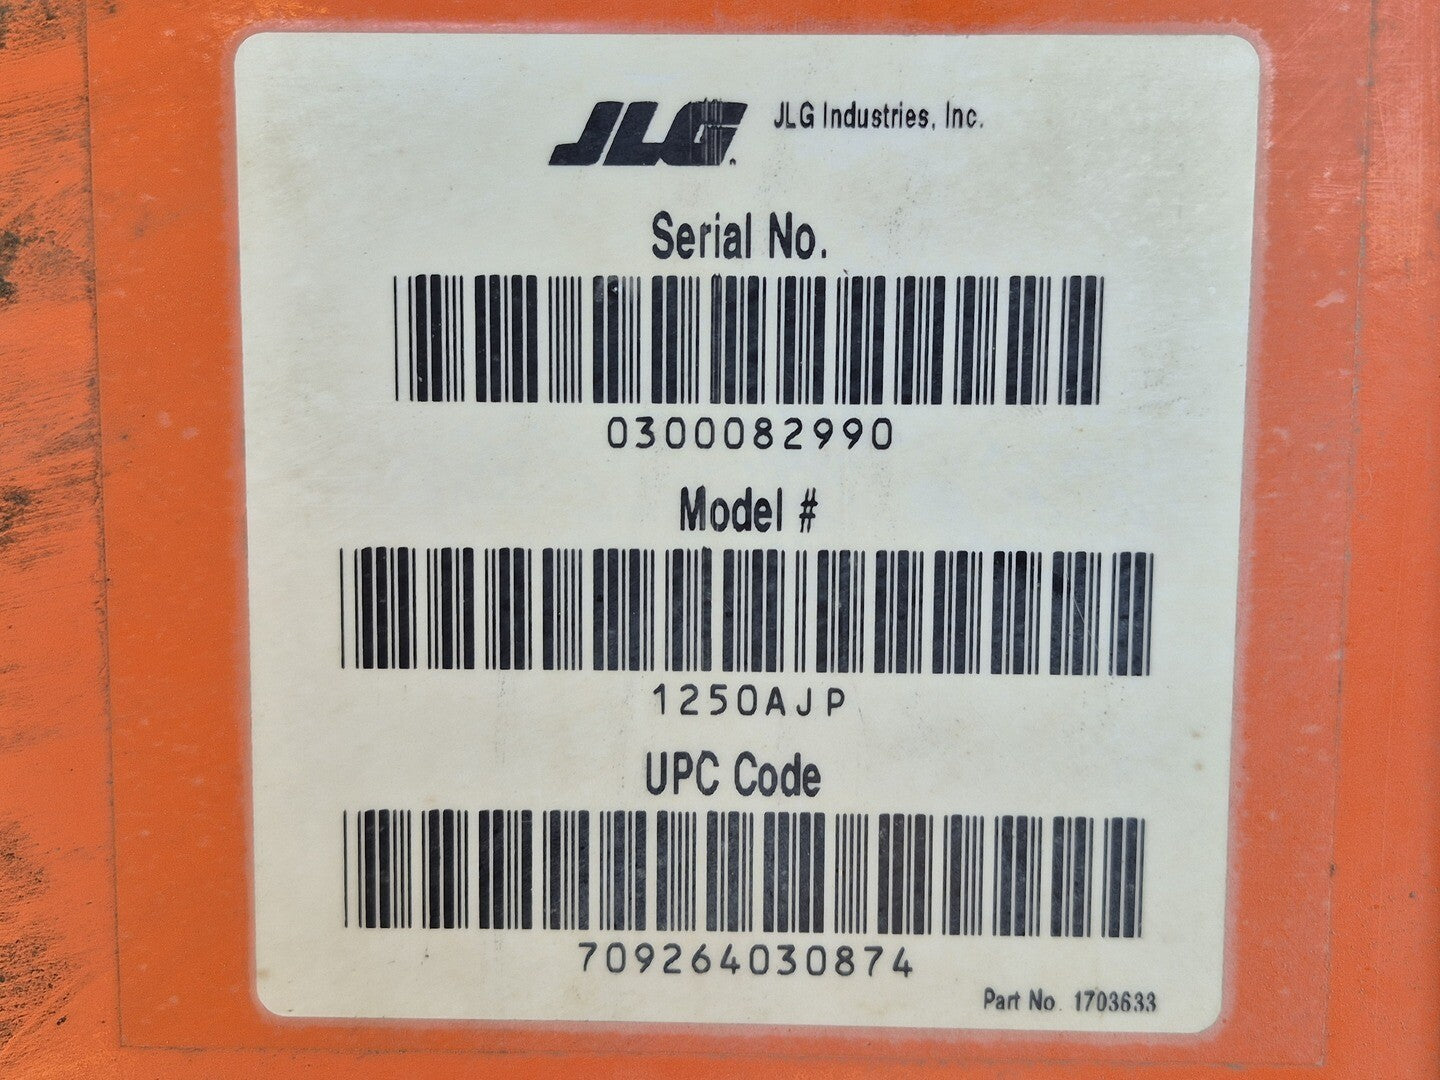 JLG. JLG Industries, Inc.
Serial No.
0300082990
Model #
1250AJP
UPC Code
709264030874
Part No. 1703633